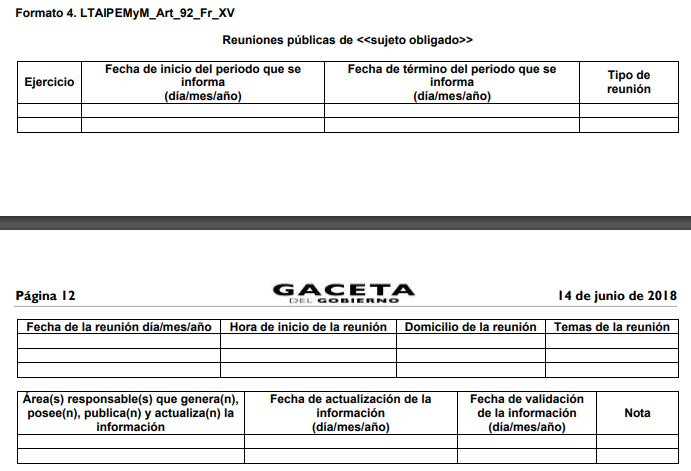 Formato 4. LTAIPEMyM_Art_92_Fr_XV
Reuniones públicas de <<sujeto obligado>>
Ejercicio
Fecha de inicio del periodo que se
informa
(día/mes/año)
Fecha de término del periodo que se
informa
(día/mes/año)
Tipo de
reunión
Página 12
GACETA
DEL GOBIERNO
14 de junio de 2018
Fecha de la reunión día/mes/año
Hora de inicio de la reunión
Domicilio de la reunión
Temas de la reunión
Área(s) responsable(s) que genera(n),
posee(n), publica(n) y actualiza(n) la
información
Fecha de actualización de la
información
(día/mes/año)
Fecha de validación
de la información
(día/mes/año)
Nota